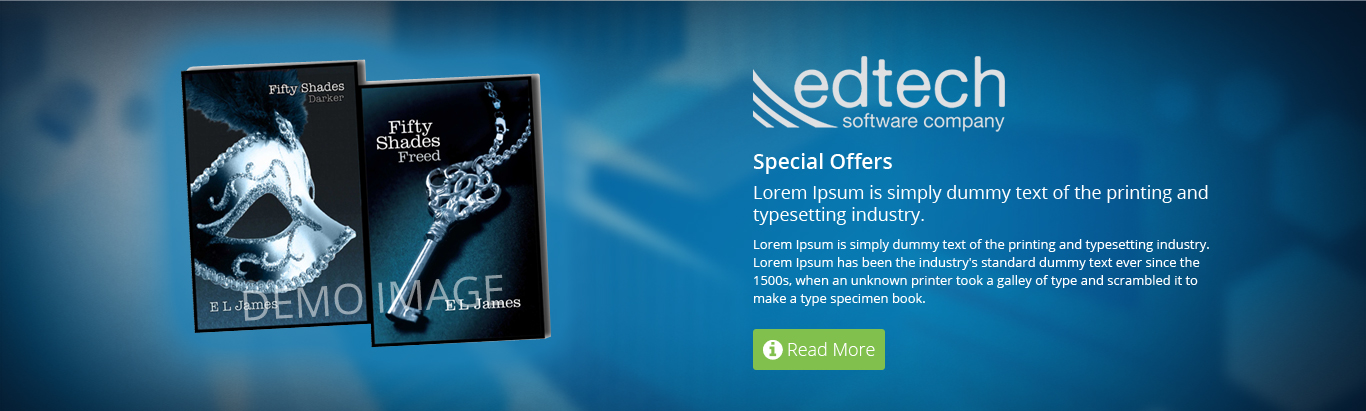 Fifty Shades
Darker
E L James
Fifty
Shades
Freed
E L James
DEMO IMAGE
edtech
software company
Special Offers
Lorem Ipsum is simply dummy text of the printing and
typesetting industry.
Lorem Ipsum is simply dummy text of the printing and typesetting industry.
Lorem Ipsum has been the industry's standard dummy text ever since the
1500s, when an unknown printer took a galley of type and scrambled it to
make a type specimen book.
Read More